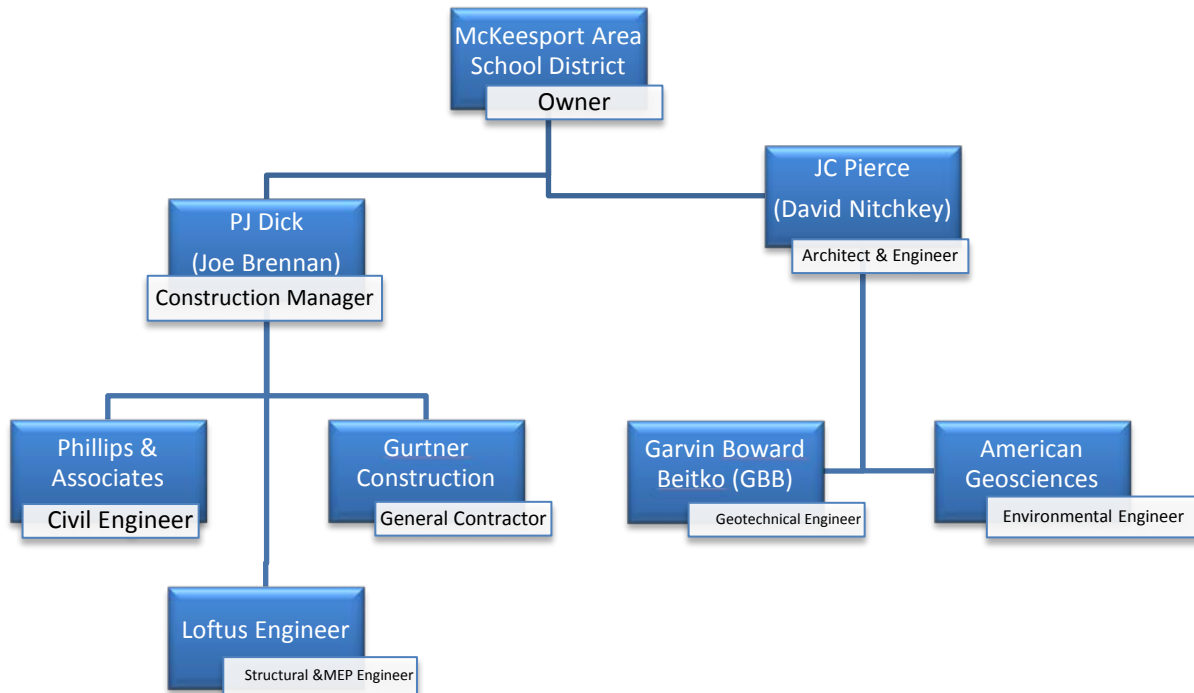 McKeesport Area
School District
Owner
JC Pierce
(David Nitchkey)
Architect & Engineer
PJ Dick
(Joe Brennan)
Construction Manager
Phillips &
Associates
Civil Engineer
Gurtner
Construction
General Contractor
Garvin Boward
Beitko (GBB)
Geotechnical Engineer
American
Geosciences
Environmental Engineer
Loftus Engineer
Structural &MEP Engineer